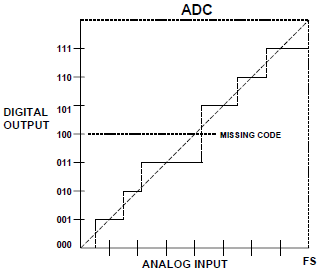 ADC
111
110
101
DIGITAL
OUTPUT
100
MISSING CODE
011
010
001
000
ANALOG INPUT
FS